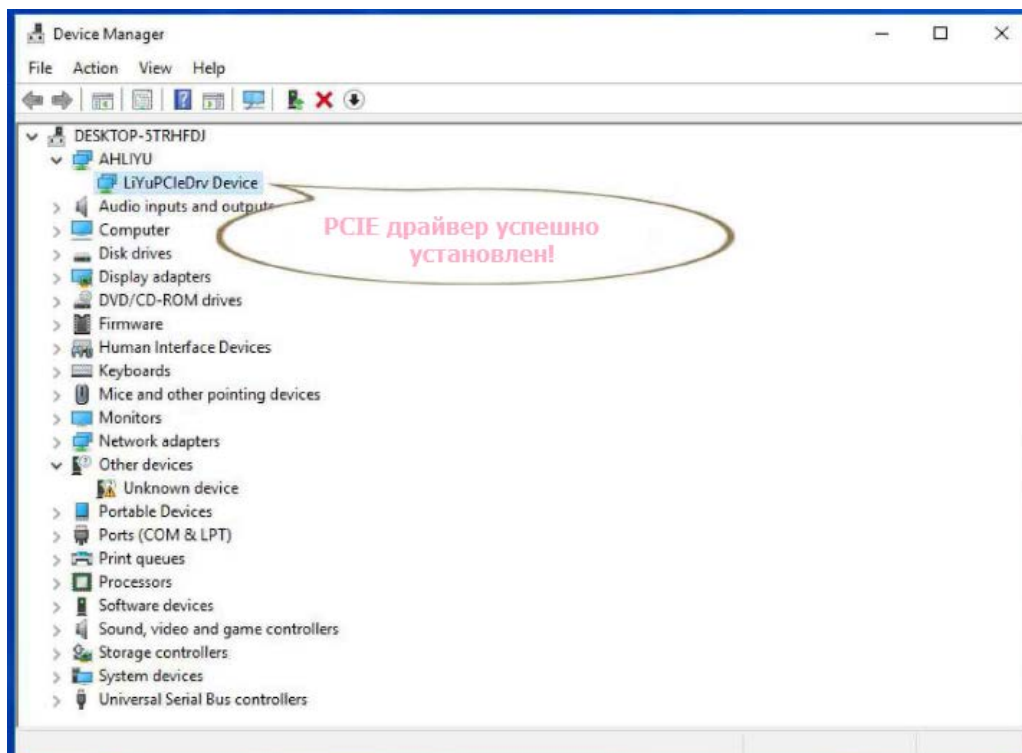 Device Manager
File Action View Help
DESKTOP-5TRHFDJ
AHLIYU
LiYuPCIeDrv Device
Audio inputs and outputs
PCIE драйвер успешно
установлен!
Computer
Disk drives
Display adapters
DVD/CD-ROM drives
Firmware
Human Interface Devices
Keyboards
Mice and other pointing devices
Monitors
Network adapters
Other devices
Unknown device
Portable Devices
Ports (COM & LPT)
Print queues
Processors
Software devices
Sound, video and game controllers
Storage controllers
System devices
Universal Serial Bus controllers